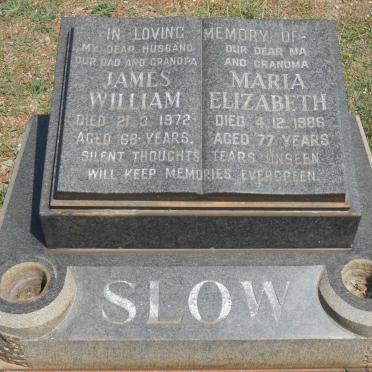 IN LOVING MEMORY OF
MY DEAR HUSBAND
OUR DAD AND GRANDPA
JAMES
WILLIAM
DIED 21.3.1972
AGED 68 YEARS.
OUR DEAR MA
AND GRANDMA
MARIA
ELIZABETH
DIED 4.12.1986
AGED 77 YEARS
SILENT THOUGHTS TEARS UNSEEN
WILL KEEP MEMORIES EVERGREEN.
SLOW